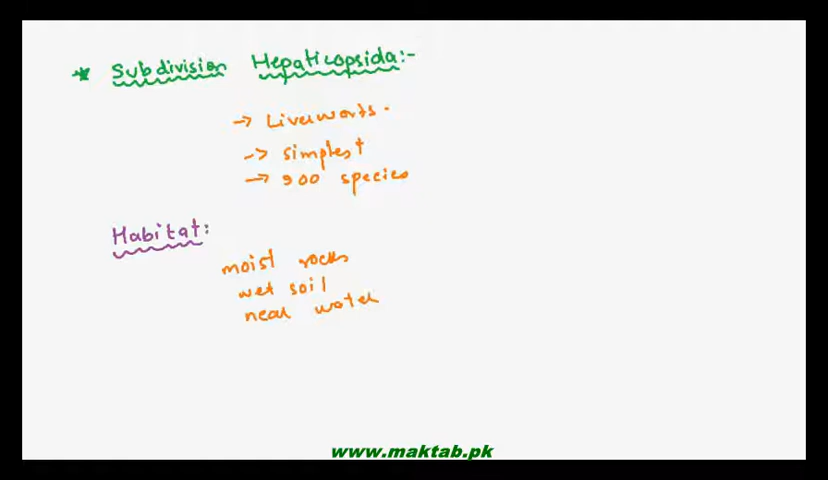 * Subdivision Hepaticopsida:-
→ Liverworts.
→ simplest
→ 900 species
Habitat:
moist rocks
wet soil
near water
www.maktab.pk